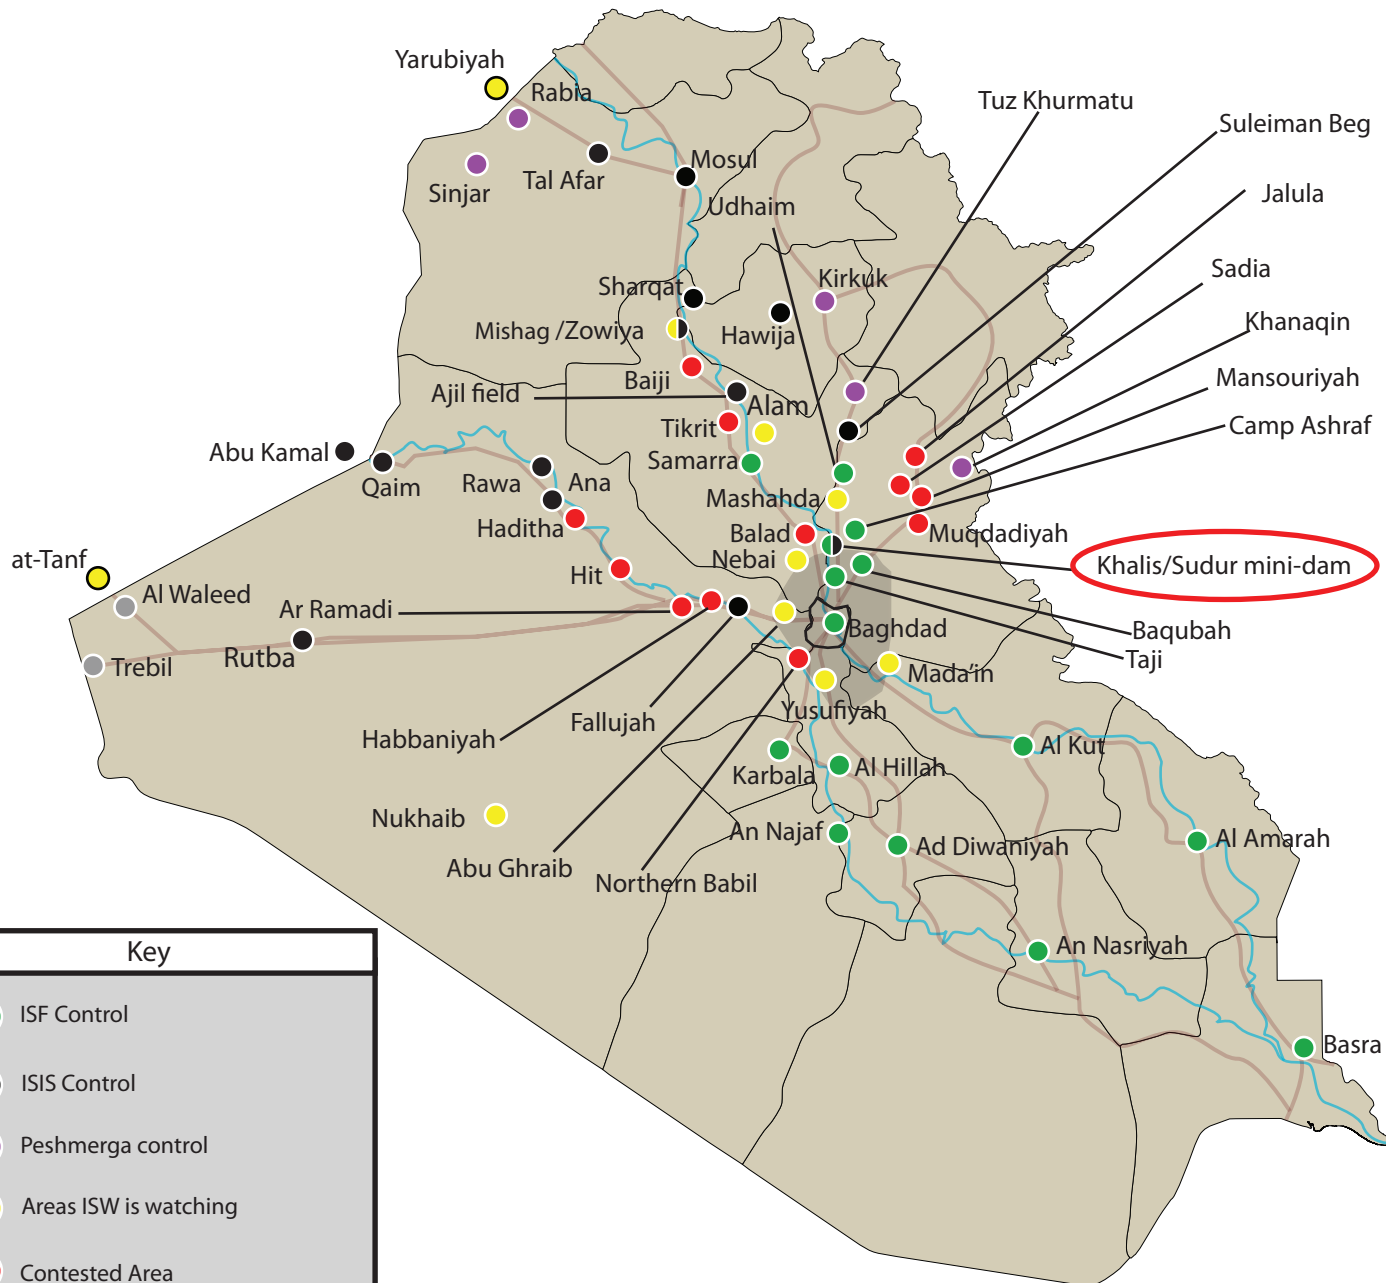 Yarubiyah
Rabia
Tuz Khurmatu
Suleiman Beg
Mosul
Tal Afar
Sinjar
Udhaim
Jalula
Sadia
Kirkuk
Sharqat
Khanaqin
Mishag /Zowiya
Hawija
Mansouriyah
Baiji
Ajil field
Alam
Camp Ashraf
Tikrit
Abu Kamal
Samarra
Qaim
Rawa
Ana
Mashahda
Haditha
Balad
Muqdadiyah
Nebai
at-Tanf
Khalis/Sudur mini-dam
Hit
Al Waleed
Ar Ramadi
Baghdad
Baqubah
Rutba
Taji
Trebil
Mada'in
Yusufiyah
Fallujah
Habbaniyah
Al Kut
Karbala
Al Hillah
Nukhaib
An Najaf
Al Amarah
Ad Diwaniyah
Abu Ghraib
Northern Babil
An Nasriyah
Basra
Key
ISF Control
ISIS Control
Peshmerga control
Areas ISW is watching
Contested Area